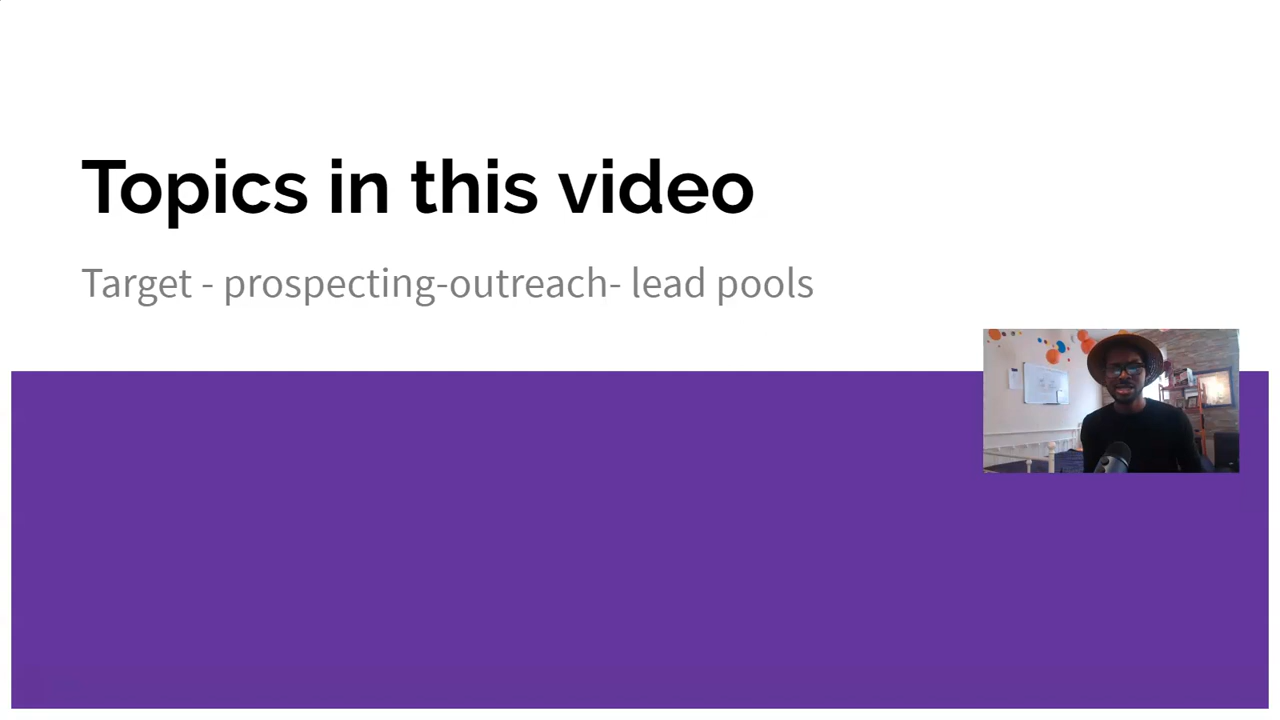 Topics in this video
Target - prospecting-outreach- lead pools